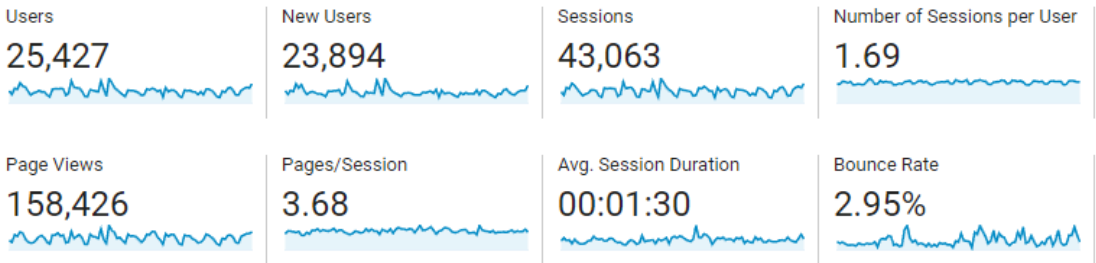 Users
25,427
New Users
23,894
Sessions
43,063
Number of Sessions per User
1.69
Page Views
158,426
Pages/Session
3.68
Avg. Session Duration
00:01:30
Bounce Rate
2.95%